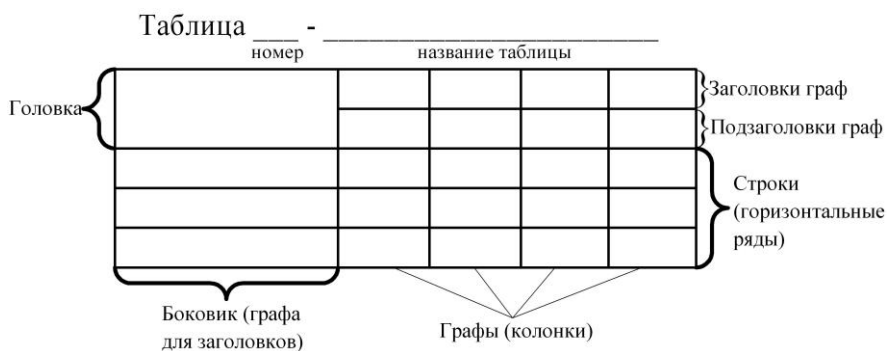 Таблица ___ - ________________________
номер название таблицы
Головка
Заголовки граф
Подзаголовки граф
Строки
(горизонтальные
ряды)
Боковик (графа
для заголовков)
Графы (колонки)